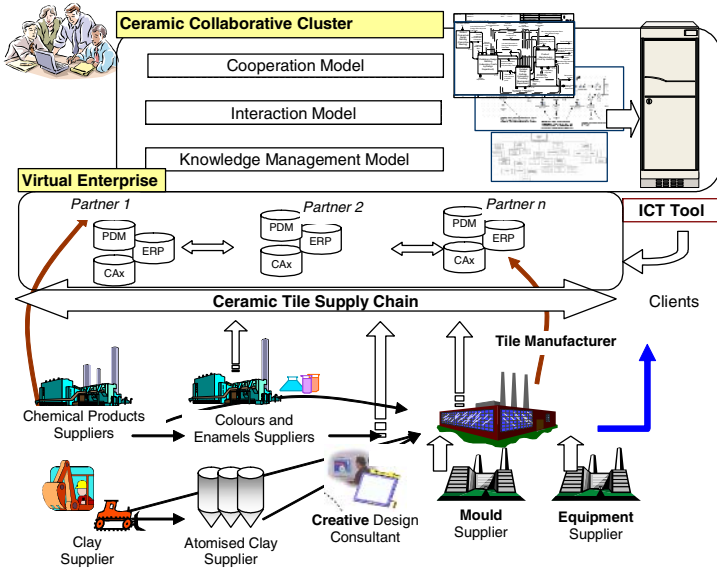 Ceramic Collaborative Cluster
Cooperation Model
Interaction Model
Knowledge Management Model
Virtual Enterprise
Partner 1
Partner 2
Partner n
PDM
ERP
CAx
PDM
ERP
CAx
PDM
ERP
CAx
ICT Tool
Ceramic Tile Supply Chain
Clients
Tile Manufacturer
Chemical Products
Suppliers
Colours and
Enamels Suppliers
Clay
Supplier
Atomised Clay
Supplier
Creative Design
Consultant
Mould
Supplier
Equipment
Supplier